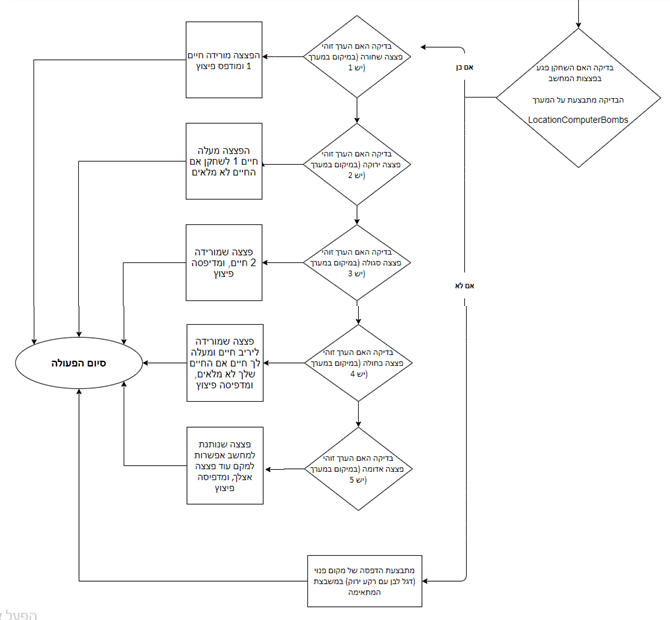 בדיקה האם השחקן פגע
בפצצות המחשב
הבדיקה מתבצעת על המערך
LocationComputerBombs
אם כן
אם לא
בדיקה האם הערך זוהי
פצצה שחורה (במיקום במערך
יש 1)
הפצצה מורידה חיים
1 ומודפס פיצוץ
בדיקה האם הערך זוהי
פצצה ירוקה (במיקום במערך
יש 2)
הפצצה מעלה
חיים 1 לשחקן אם
החיים לא מלאים
בדיקה האם הערך זוהי
פצצה סגולה (במיקום במערך
יש 3)
פצצה שמורידה
2 חיים, ומדפיסה
פיצוץ
בדיקה האם הערך זוהי
פצצה כחולה (במיקום במערך
יש 4)
פצצה שמורידה
ליריב חיים ומעלה
לך חיים אם החיים
שלך לא מלאים,
ומדפיסה פיצוץ
בדיקה האם הערך זוהי
פצצה אדומה (במיקום במערך
יש 5)
פצצה שנותנת
למחשב אפשרות
למקם עוד פצצה
אצלך, ומדפיסה
פיצוץ
סיום הפעולה
מתבצעת הדפסה של מקום פנוי
(דגל לבן עם רקע ירוק) במשבצת
המתאימה
הפעל